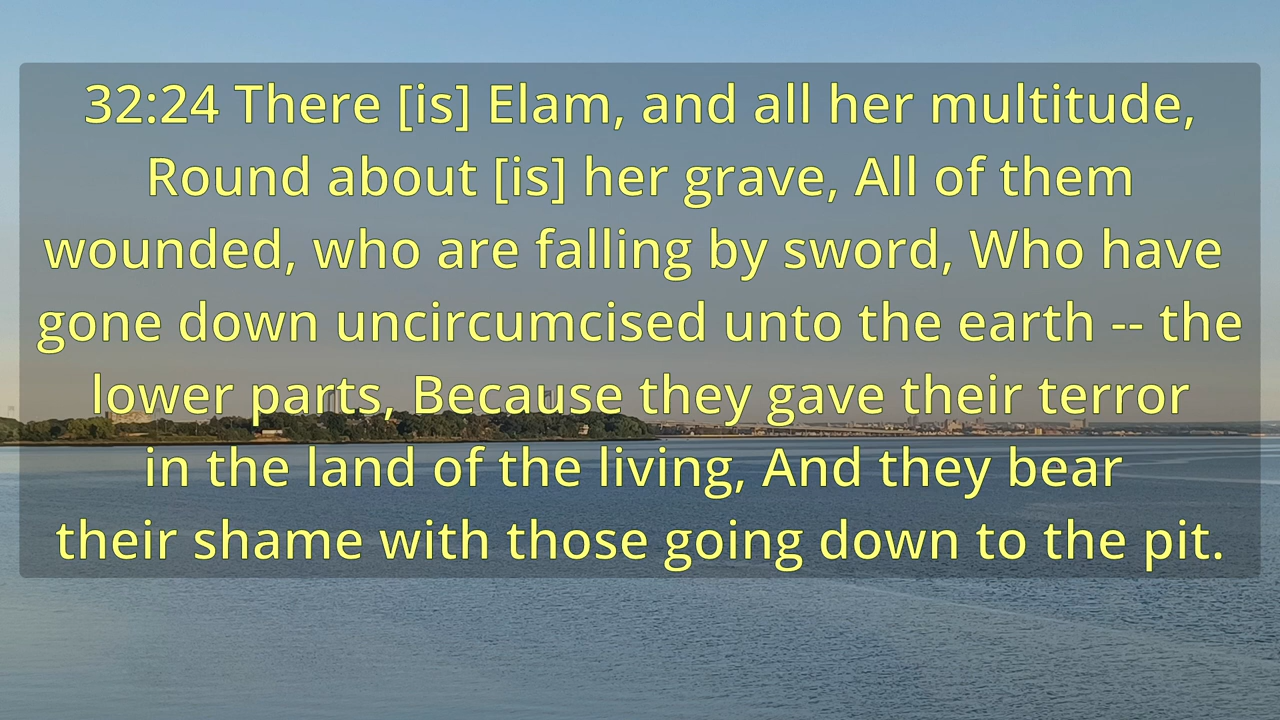 32:24 There [is] Elam, and all her multitude,
Round about [is] her grave, All of them
wounded, who are falling by sword, Who have
gone down uncircumcised unto the earth -- the
lower parts, Because they gave their terror
in the land of the living, And they bear
their shame with those going down to the pit.